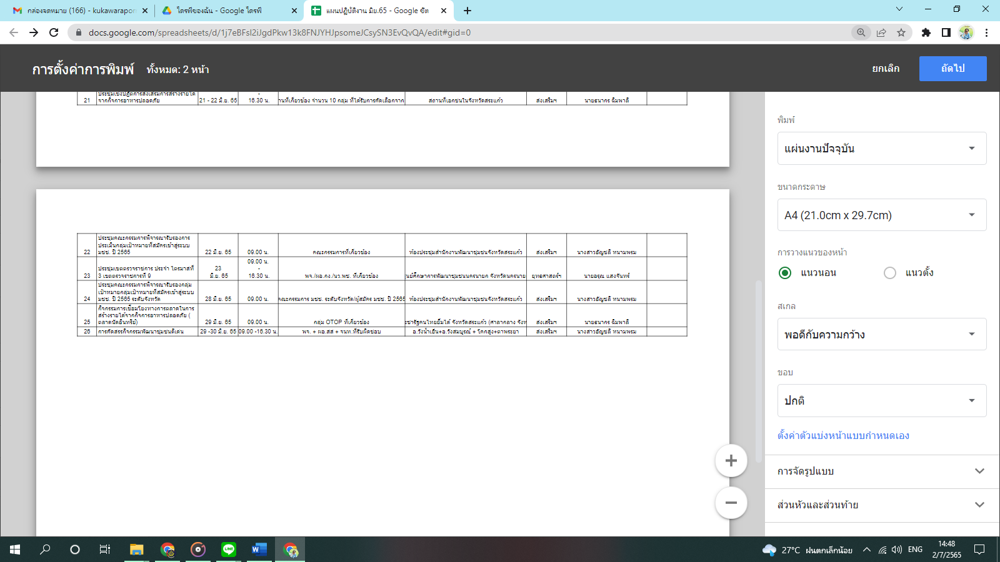 กล่องจดหมาย (166) - kukawarapor
ไดรฟ์ของฉัน - Google ไดรฟ์
แผนปฏิบัติงาน มิย.65 - Google ชีต
docs.google.com/spreadsheets/d/1j7eBFsI2iJgdPkw13k8FNJYHJpsomeJCsySN3EvQvQA/edit#gid=0
การตั้งค่าการพิมพ์ ทั้งหมด: 2 หน้า
ยกเลิก
ถัดไป
ประชุมเชิงปฏิบัติการส่งเสริมการสร้างรายได้
-
21 จากกิจการอาหารปลอดภัย 21 - 22 มิ.ย. 65 16.30 น. านที่เกี่ยวข้อง จำนวน 10 กลุ่ม ที่ได้รับการคัดเลือกจาก สถานที่เอกชนในจังหวัดสระแก้ว ส่งเสริมฯ นายธนากร ฉิมพาลี
ประชุมคณะกรรมการพิจารณารับรองการ
ประเมินกลุ่มเป้าหมายที่สมัครเข้าสู่ระบบ
22 มชช. ปี 2565 22 มิ.ย. 65 09.00 น. คณะกรรมการที่เกี่ยวข้อง ห้องประชุมสำนักงานพัฒนาชุมชนจังหวัดสระแก้ว ส่งเสริมฯ นางสาวอัญชลี หนามพรม
09.00 น.
ประชุมเขตตรวจราชการ ประจำ ไตรมาสที่ 23 -
23 3 เขตตรวจราชการที่ 9 มิ.ย. 65 16.30 น. พจ./ผอ.กง./นว.พช. ที่เกี่ยวข้อง นย์ศึกษาการพัฒนาชุมชนนครนายก จังหวัดนครนาย ยุทธศาสตร์ฯ นายอรุณ แสงจันทร์
ประชุมคณะกรรมการพิจารณารับรองกลุ่ม
เป้าหมายกลุ่มเป้าหมายที่สมัครเข้าสู่ระบบ
24 มชช. ปี 2565 ระดับจังหวัด 28 มิ.ย. 65 09.00 น. คณะกรรมการ มชช. ระดับจังหวัด/ผู้สมัคร มชช. ปี 2565 ห้องประชุมสำนักงานพัฒนาชุมชนจังหวัดสระแก้ว ส่งเสริมฯ นางสาวอัญชลี หนามพรม
กิจกรรมการเชื่อมโยงทางการตลาดในการ
สร้างรายได้จากกิจการอาหารปลอดภัย (
25 ตลาดนัดอินทรีย์) 29 มิ.ย. 65 09.00 น. กลุ่ม OTOP ที่เกี่ยวข้อง ะชารัฐคนไทยยิ้มได้ จังหวัดสระแก้ว (ศาลากลาง จังห ส่งเสริมฯ นายธนากร ฉิมพาลี
26 การคัดสรรกิจกรรมพัฒนาชุมชนดีเด่น 29 -30 มิ.ย. 65 09.00 -16.30 น. พจ. + ผอ.สส + จนท.ที่รับผิดชอบ อ.วังน้ำเย็น+อ.วังสมบูรณ์ + โคกสูง+ตาพระยา ส่งเสริมฯ นางสาวอัญชลี หนามพรม
พิมพ์
แผ่นงานปัจจุบัน
ขนาดกระดาษ
A4 (21.0cm x 29.7cm)
การวางแนวของหน้า
แนวนอน แนวตั้ง
สเกล
พอดีกับความกว้าง
ขอบ
ปกติ
ตั้งค่าตัวแบ่งหน้าแบบกำหนดเอง
การจัดรูปแบบ
ส่วนหัวและส่วนท้าย
LINE
27°C ฝนตกเล็กน้อย
ENG
14:48
2/7/2565